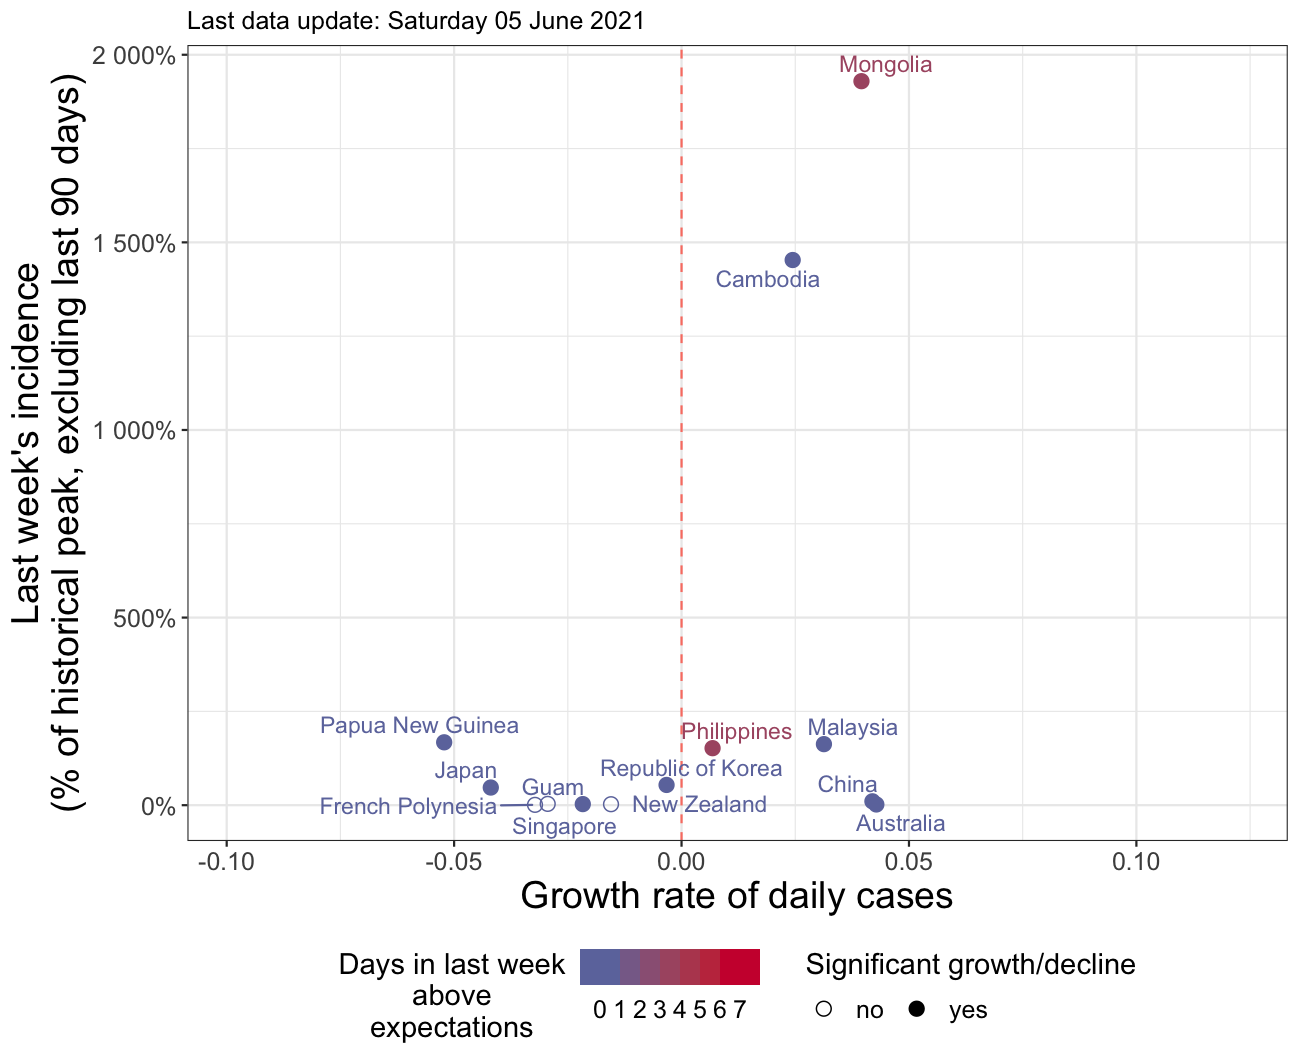 Last data update: Saturday 05 June 2021
Last week's incidence
(% of historical peak, excluding last 90 days)
2 000%
1 500%
1 000%
500%
0%
Mongolia
Cambodia
Papua New Guinea
Philippines
Malaysia
Japan
Republic of Korea
Guam
China
French Polynesia
New Zealand
Singapore
Australia
-0.10
-0.05
0.00
0.05
0.10
Growth rate of daily cases
Days in last week
above
expectations
0 1 2 3 4 5 6 7
Significant growth/decline
no
yes